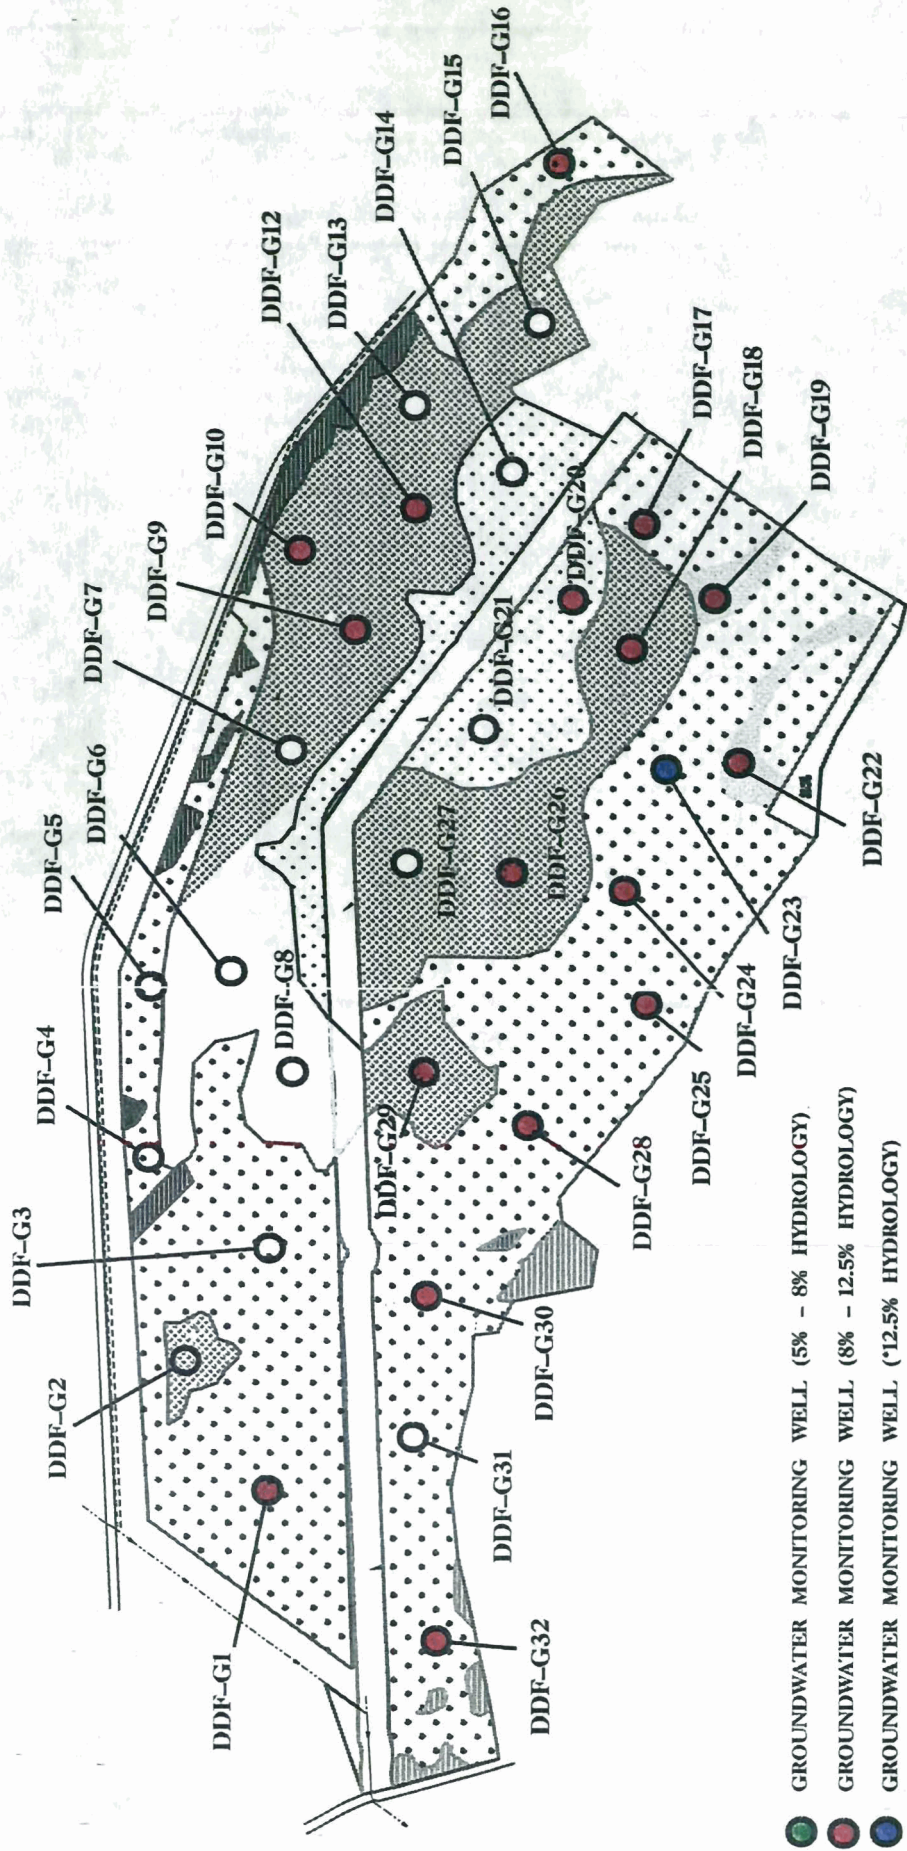 DDF-G1
DDF-G2
DDF-G3
DDF-G4
DDF-G5
DDF-G6
DDF-G7
DDF-G8
DDF-G9
DDF-G10
DDF-G12
DDF-G13
DDF-G14
DDF-G15
DDF-G16
DDF-G17
DDF-G18
DDF-G19
DDF-G20
DDF-G21
DDF-G22
DDF-G23
DDF-G24
DDF-G25
DDF-G26
DDF-G27
DDF-G28
DDF-G29
DDF-G30
DDF-G31
DDF-G32
GROUNDWATER MONITORING WELL (5% - 8% HYDROLOGY)
GROUNDWATER MONITORING WELL (8% - 12.5% HYDROLOGY)
GROUNDWATER MONITORING WELL (*12.5% HYDROLOGY)